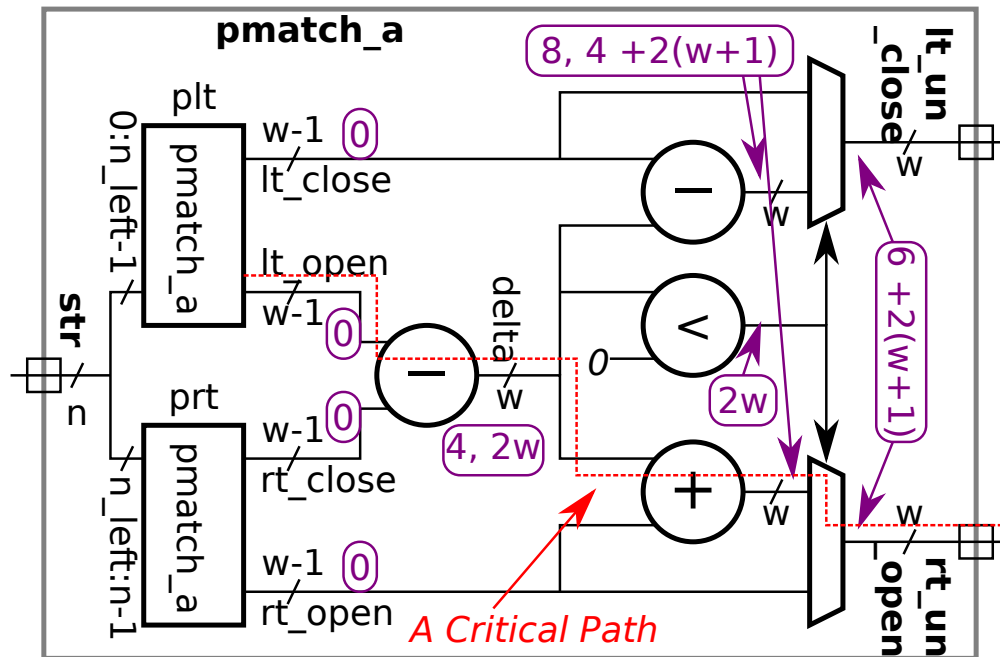 pmatch_a
8, 4 +2(w+1)
lt_un
_close
w
plt
0:n_left-1
pmatch_a
w-1
0
lt_close
−
w
lt_open
w-1
0
delta
<
0
2w
6 +2(w+1)
str
n
−
w
4, 2w
prt
n_left:n-1
pmatch_a
w-1
0
rt_close
+
w
w-1
0
rt_open
A Critical Path
w
rt_un
_open